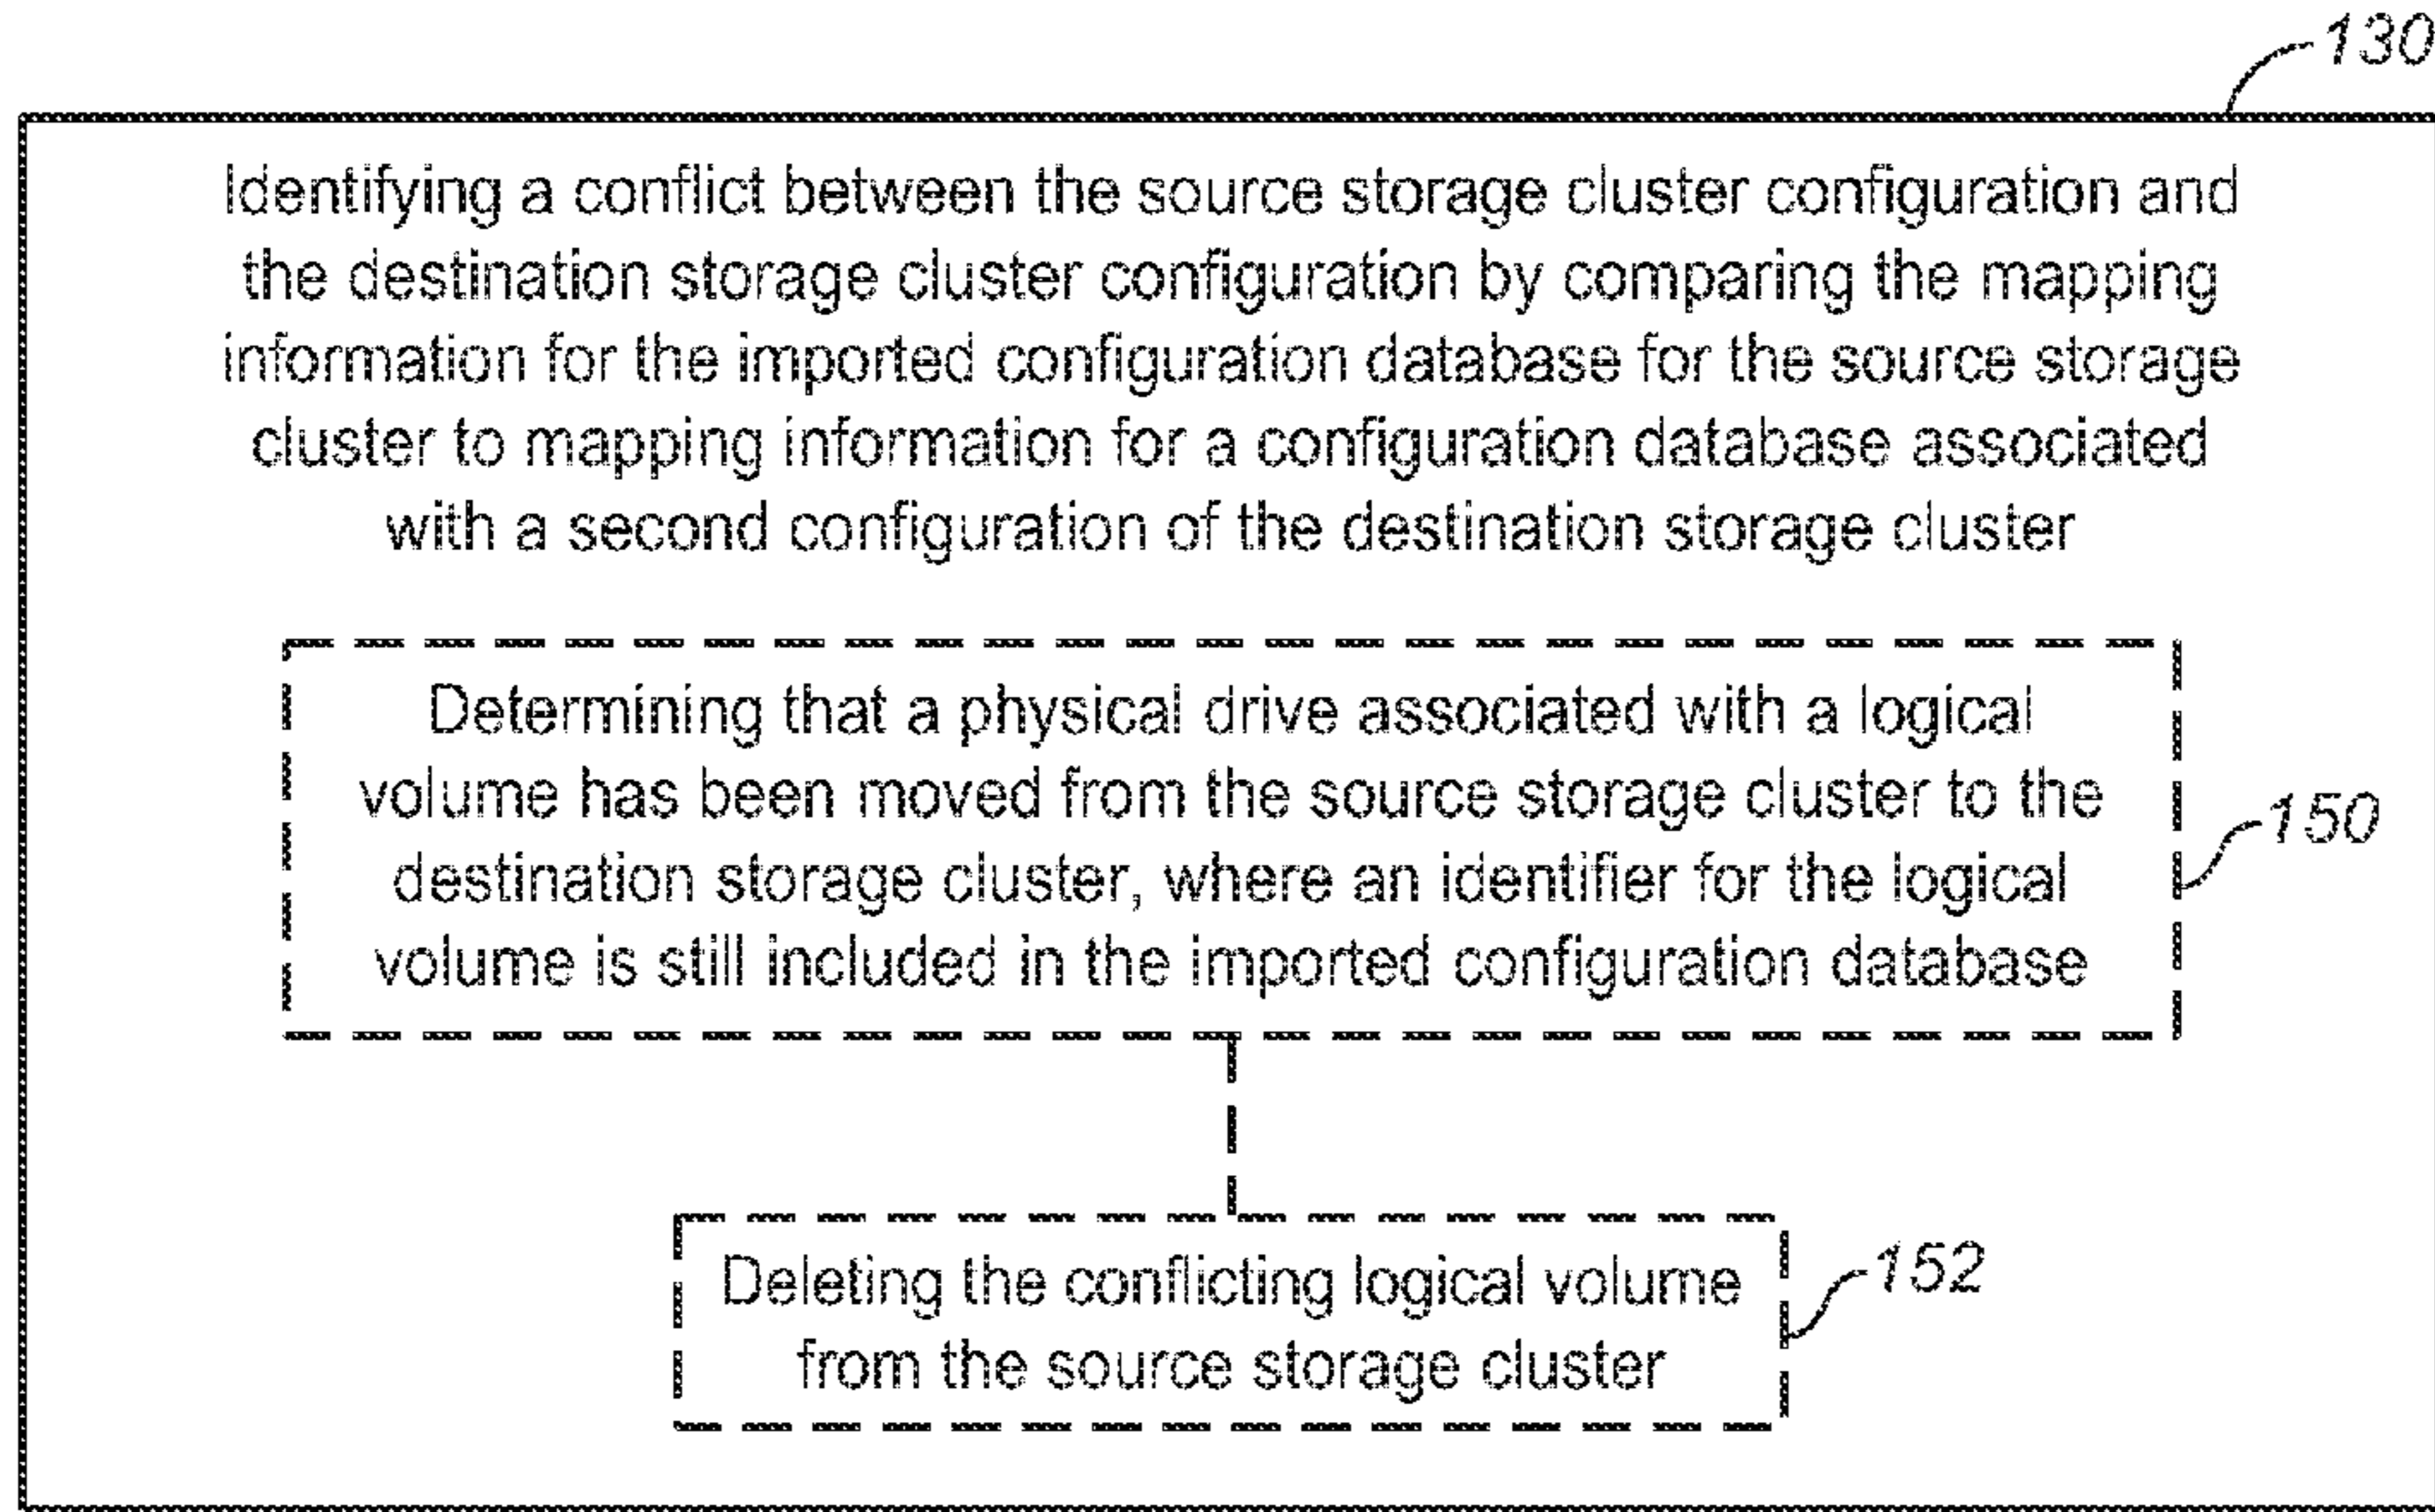 130
Identifying a conflict between the source storage cluster configuration and
the destination storage cluster configuration by comparing the mapping
information for the imported configuration database for the source storage
cluster to mapping information for a configuration database associated
with a second configuration of the destination storage cluster
Determining that a physical drive associated with a logical
volume has been moved from the source storage cluster to the
destination storage cluster, where an identifier for the logical
volume is still included in the imported configuration database
150
Deleting the conflicting logical volume
from the source storage cluster
152